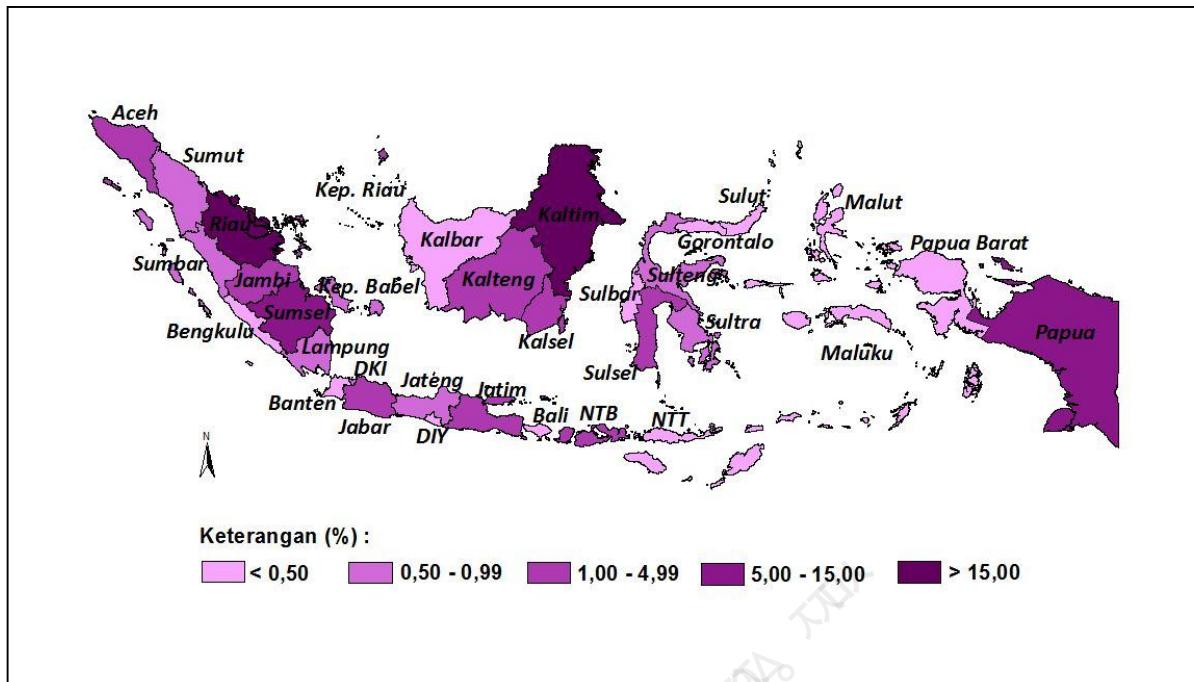 Aceh
Sumut
Kep. Riau
Riau
Sumbar
Jambi
Kep. Babel
Sumsel
Bengkulu
Lampung
DKI
Banten
Jabar
Jateng
DIY
Jatim
Bali
NTB
NTT
Kalbar
Kalteng
Kaltim
Kalsel
Sulut
Gorontalo
Sulteng
Sulbar
Sultra
Sulsel
Malut
Maluku
Papua Barat
Papua
N
Keterangan (%) :
< 0,50
0,50 - 0,99
1,00 - 4,99
5,00 - 15,00
> 15,00